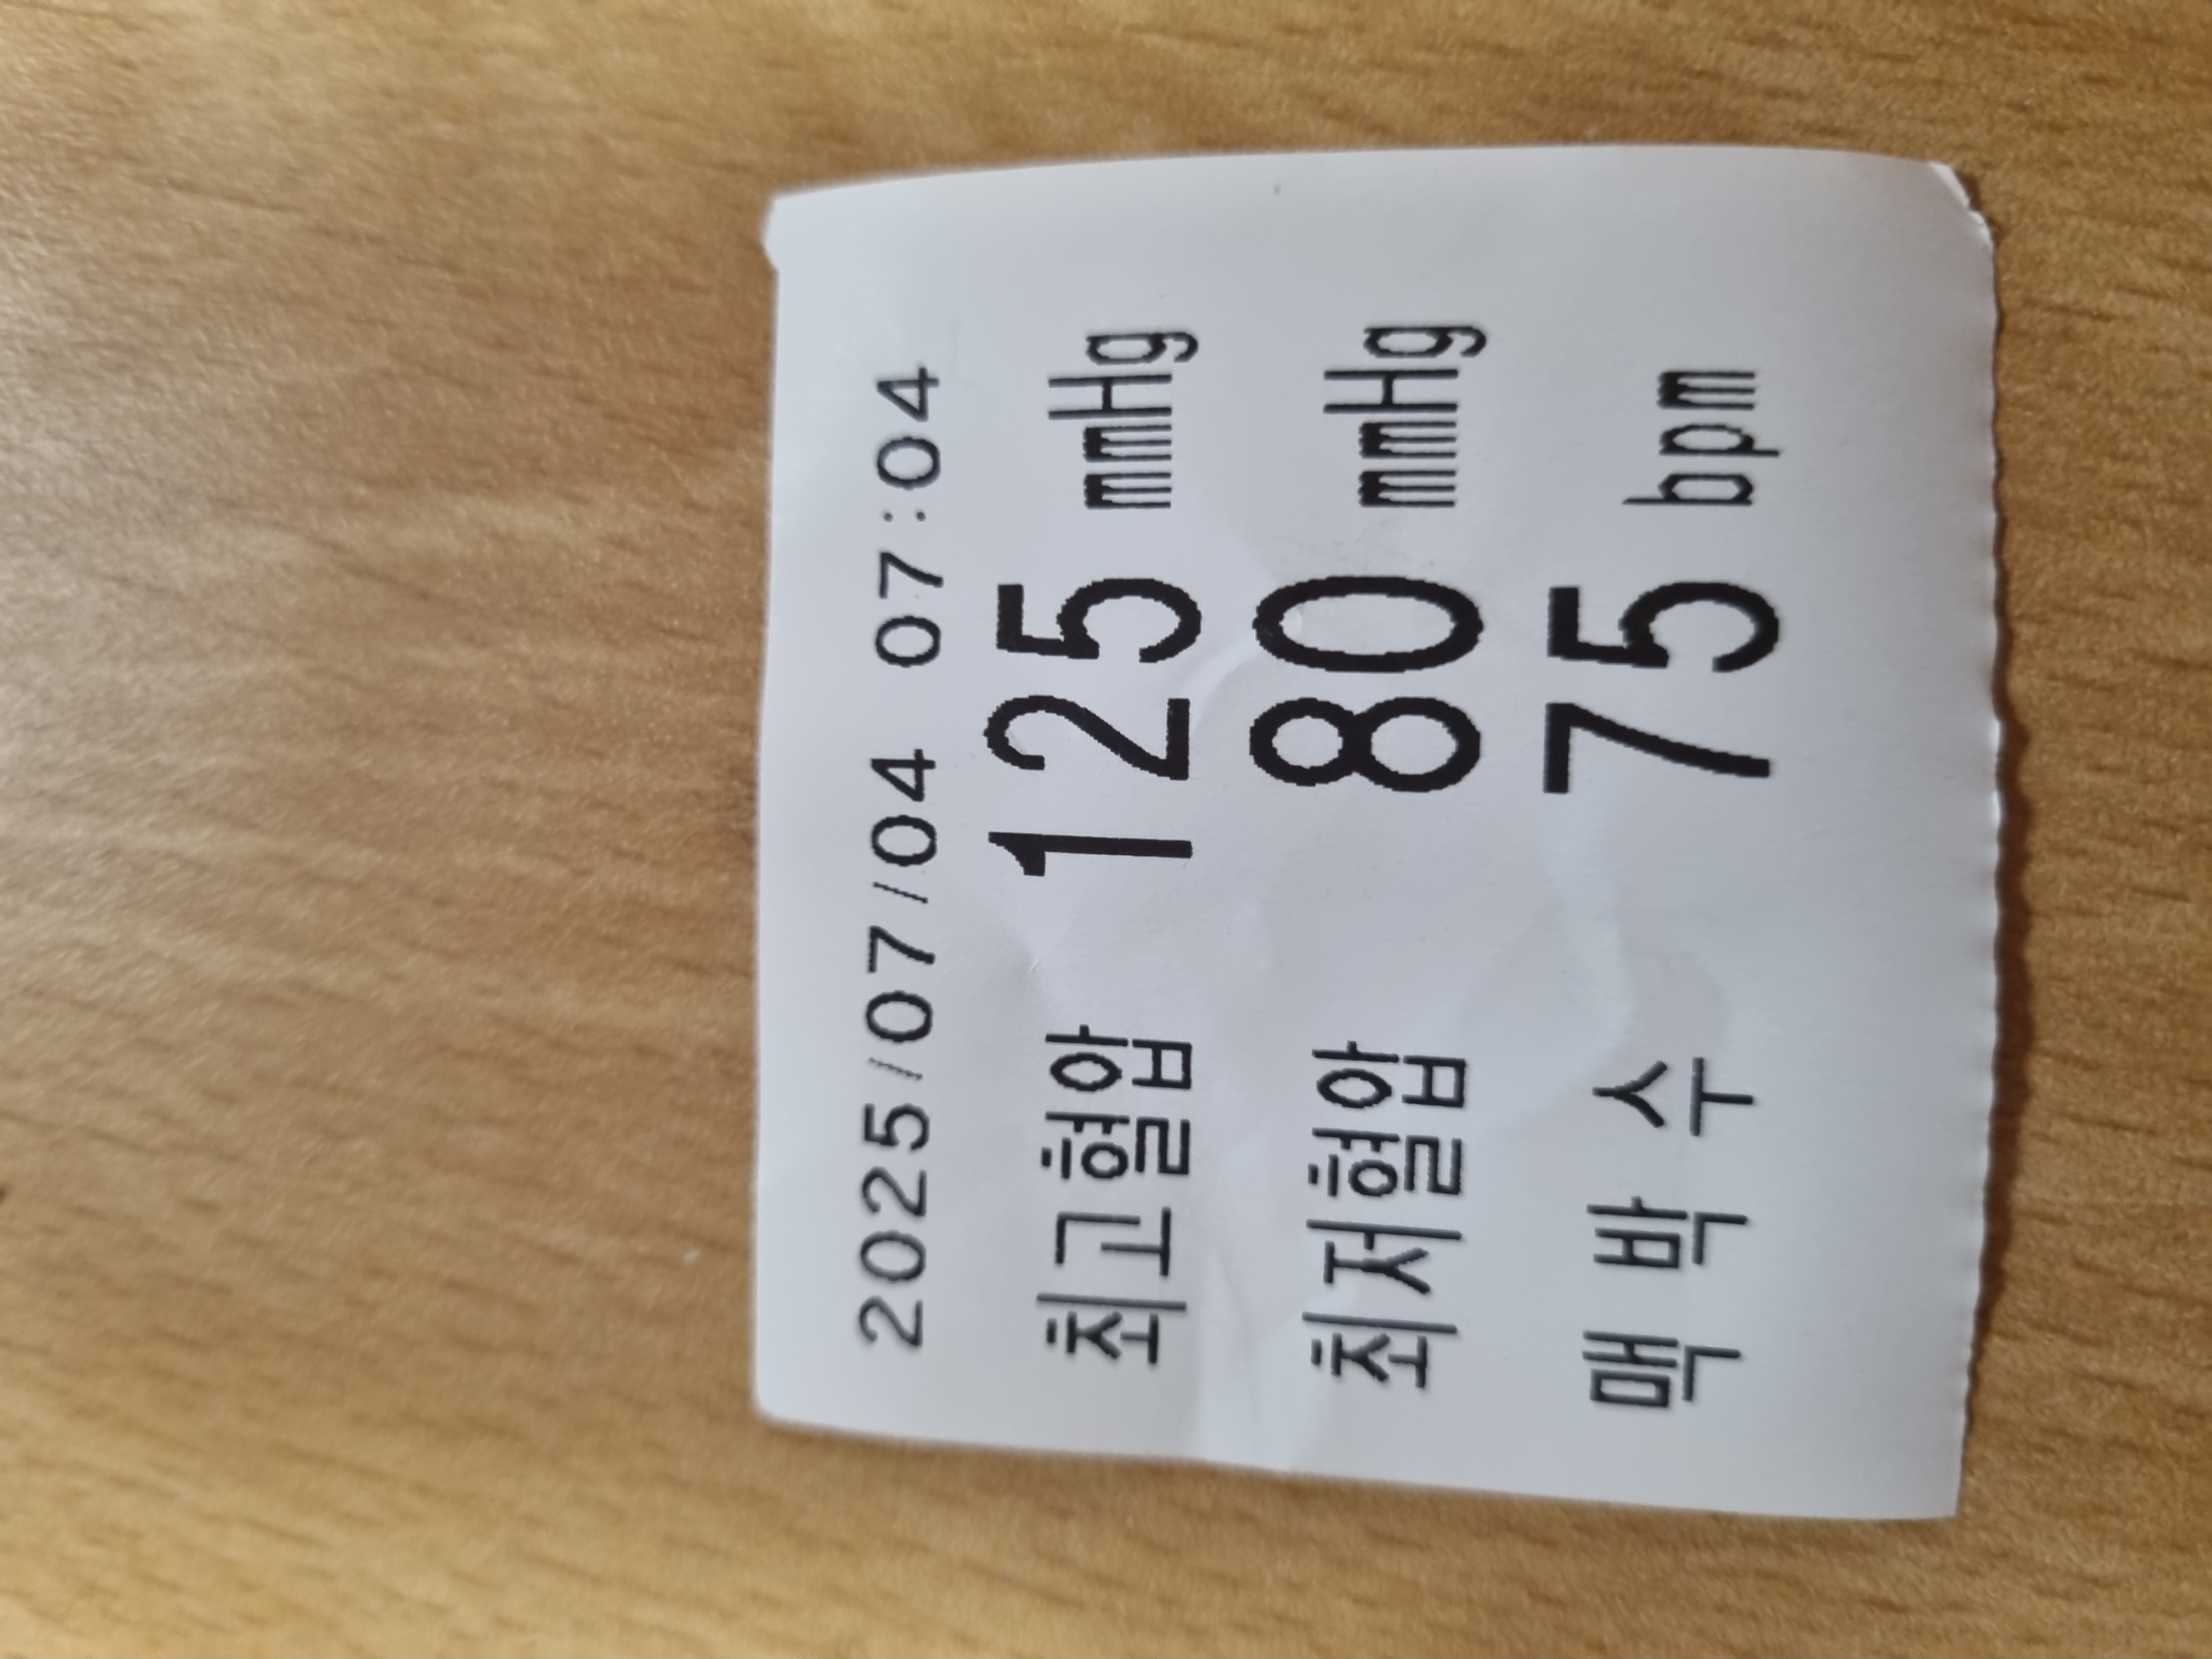 2025/07/04 07:04
최고혈압 125 mmHg
최저혈압 80 mmHg
맥 박 수 75 bpm